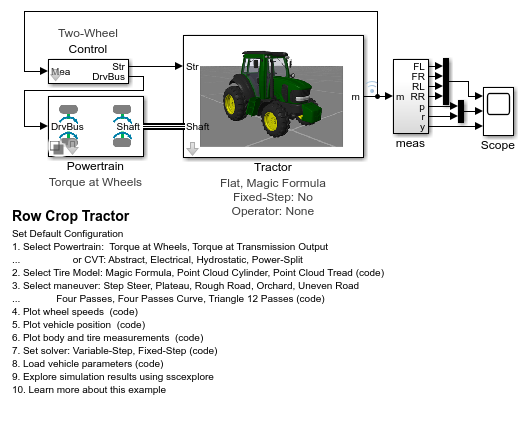 Two-Wheel
Control
Mea
Str
DrvBus
Str
Shaft
m
DrvBus
Shaft
Powertrain
Torque at Wheels
Tractor
Flat, Magic Formula
Fixed-Step: No
Operator: None
m
FL
FR
RL
RR
p
r
y
meas
Scope
Row Crop Tractor
Set Default Configuration
1. Select Powertrain:  Torque at Wheels, Torque at Transmission Output
...                    or CVT: Abstract, Electrical, Hydrostatic, Power-Split
2. Select Tire Model: Magic Formula, Point Cloud Cylinder, Point Cloud Tread (code)
3. Select maneuver: Step Steer, Plateau, Rough Road, Orchard, Uneven Road
...              Four Passes, Four Passes Curve, Triangle 12 Passes (code)
4. Plot wheel speeds  (code)
5. Plot vehicle position  (code)
6. Plot body and tire measurements  (code)
7. Set solver: Variable-Step, Fixed-Step (code)
8. Load vehicle parameters (code)
9. Explore simulation results using sscexplore
10. Learn more about this example